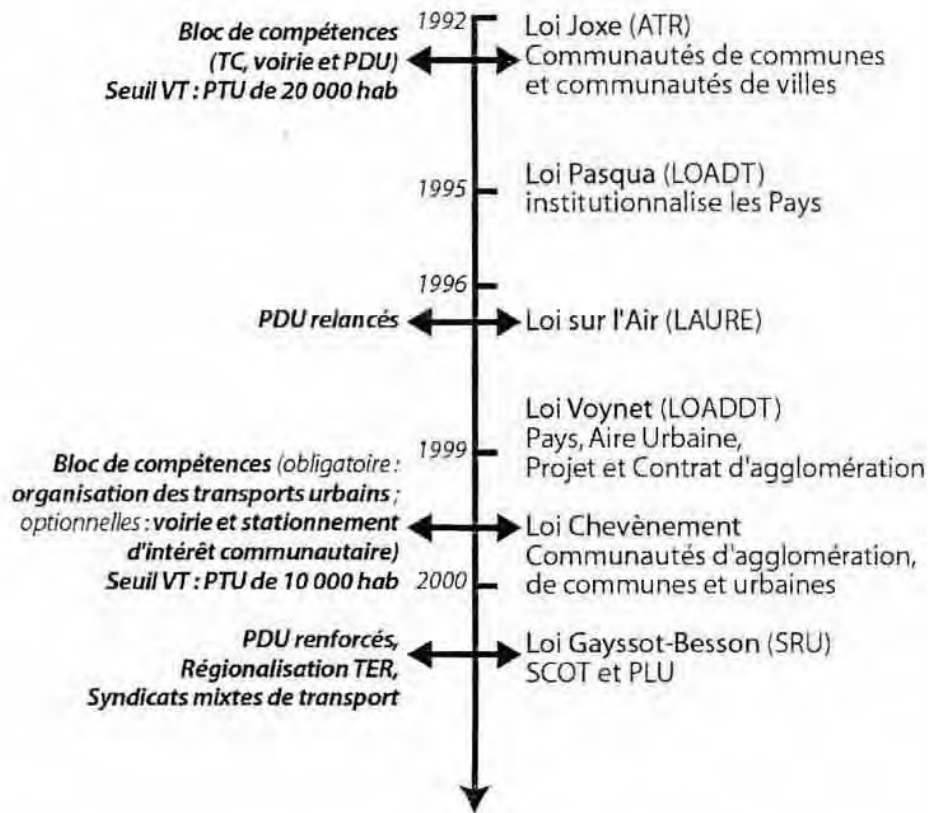 1992
Bloc de compétences
(TC, voirie et PDU)
Seuil VT : PTU de 20 000 hab
Loi Joxe (ATR)
Communautés de communes
et communautés de villes
1995
Loi Pasqua (LOADT)
institutionnalise les Pays
1996
PDU relancés
Loi sur l'Air (LAURE)
Loi Voynet (LOADDT)
Pays, Aire Urbaine,
Projet et Contrat d'agglomération
1999
Bloc de compétences (obligatoire :
organisation des transports urbains ;
optionnelles : voirie et stationnement
d'intérêt communautaire)
Seuil VT : PTU de 10 000 hab
Loi Chevènement
Communautés d'agglomération,
de communes et urbaines
2000
PDU renforcés,
Régionalisation TER,
Syndicats mixtes de transport
Loi Gayssot-Besson (SRU)
SCOT et PLU